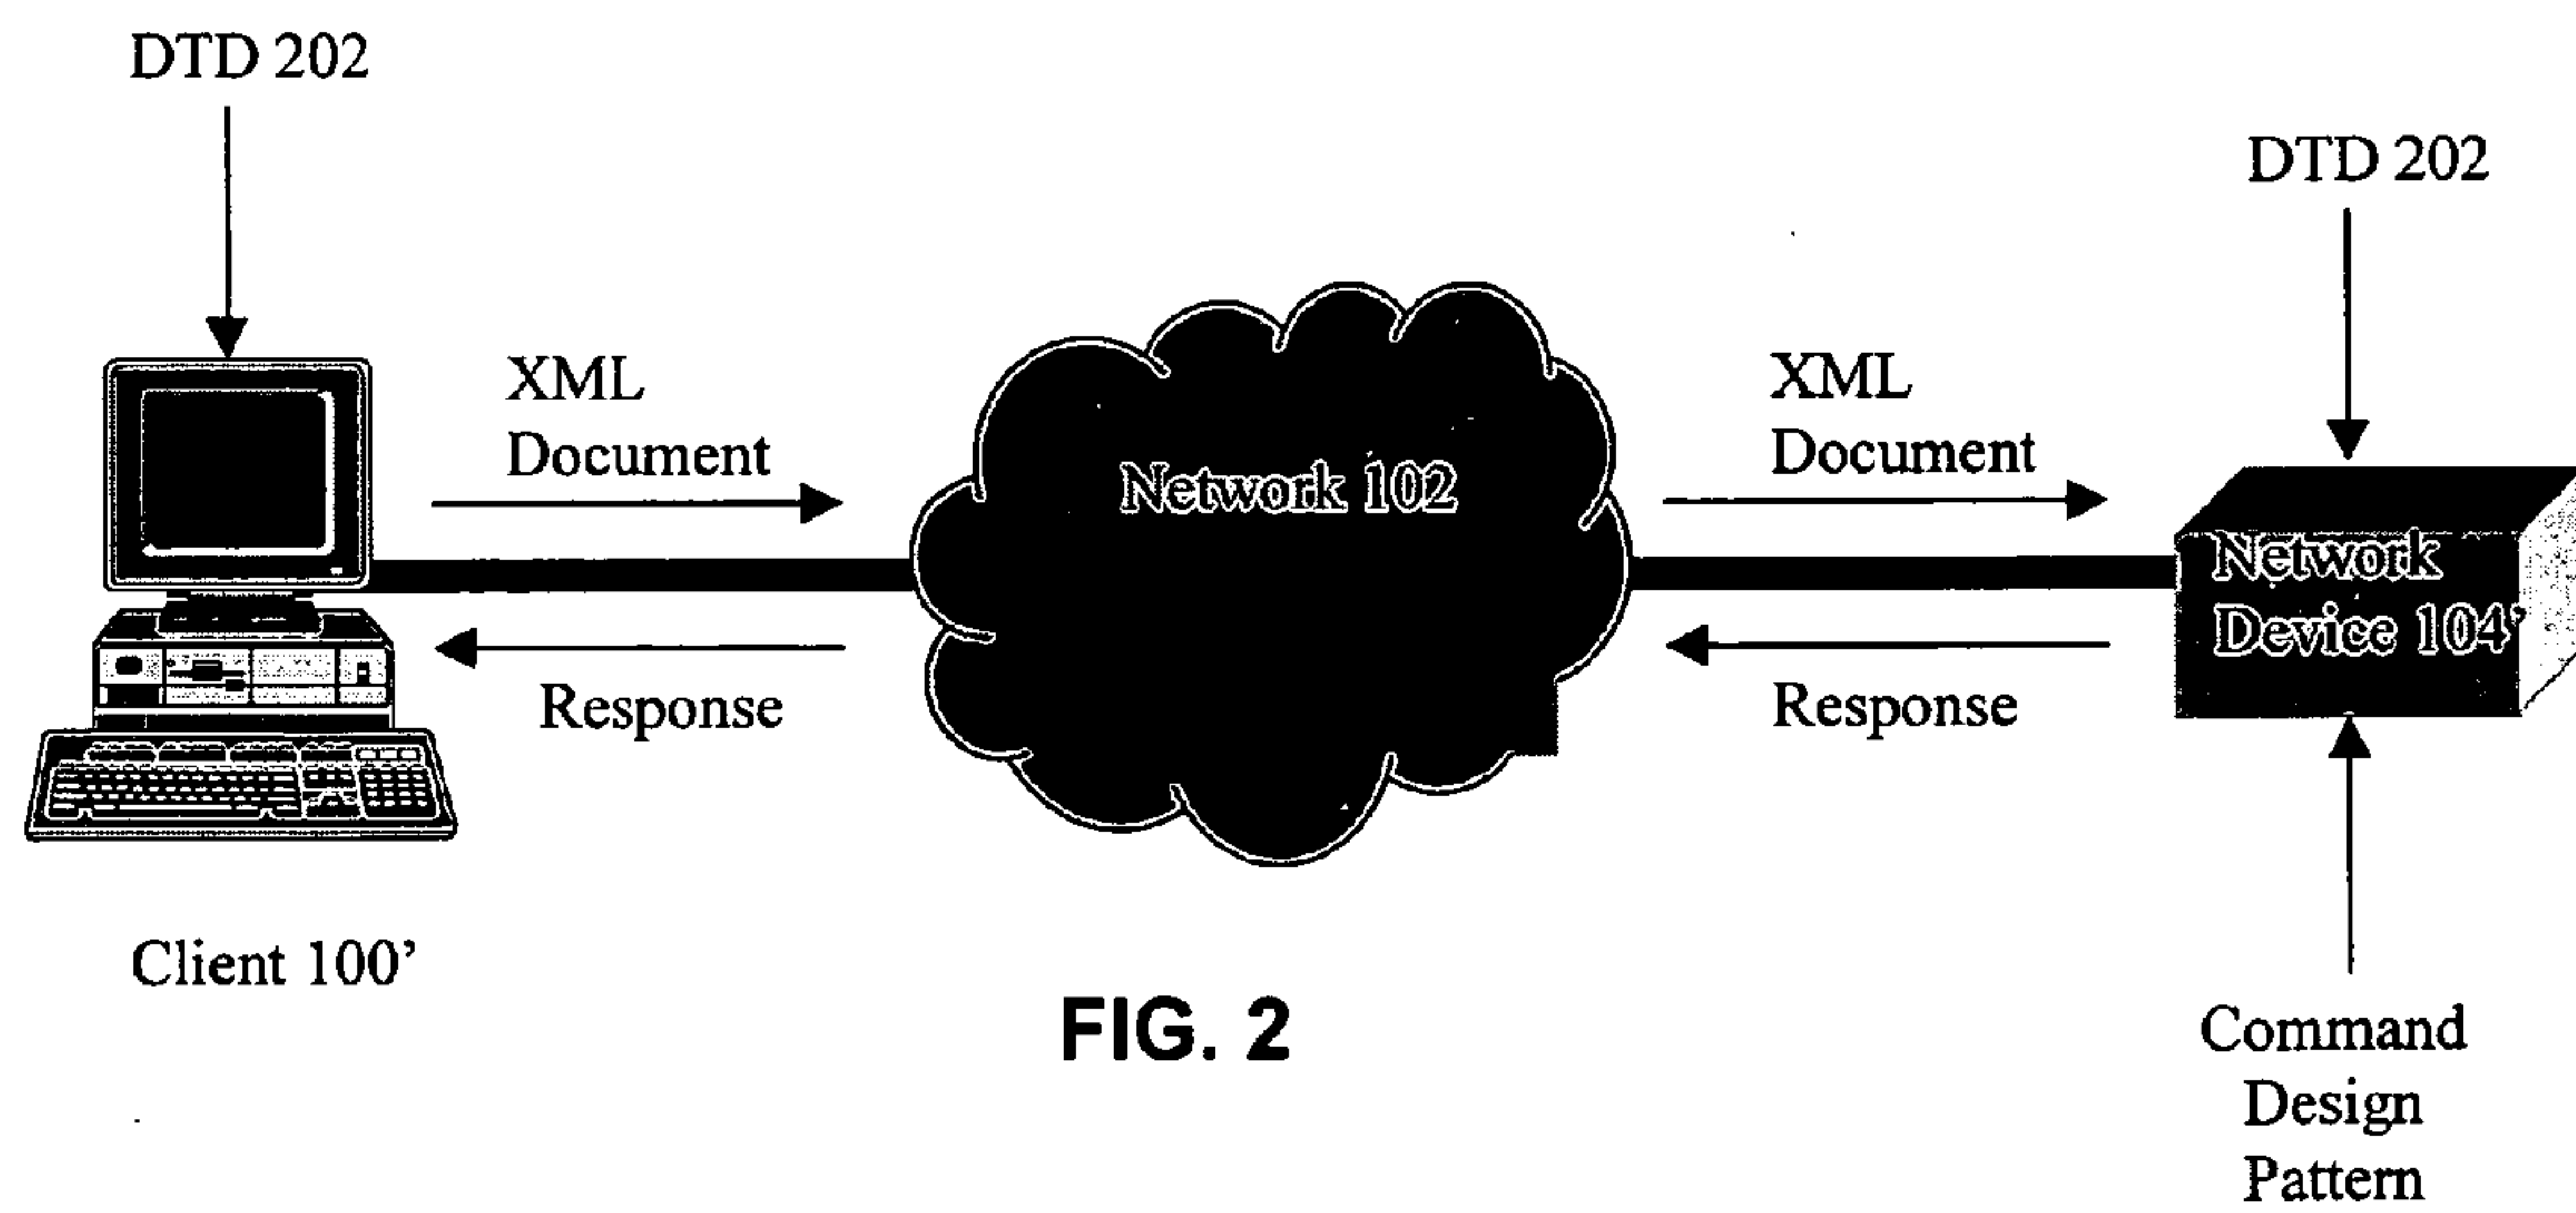 DTD 202
DTD 202
XML
Document
XML
Document
Network 102
Network
Device 104'
Response
Response
Client 100’
FIG. 2
Command
Design
Pattern